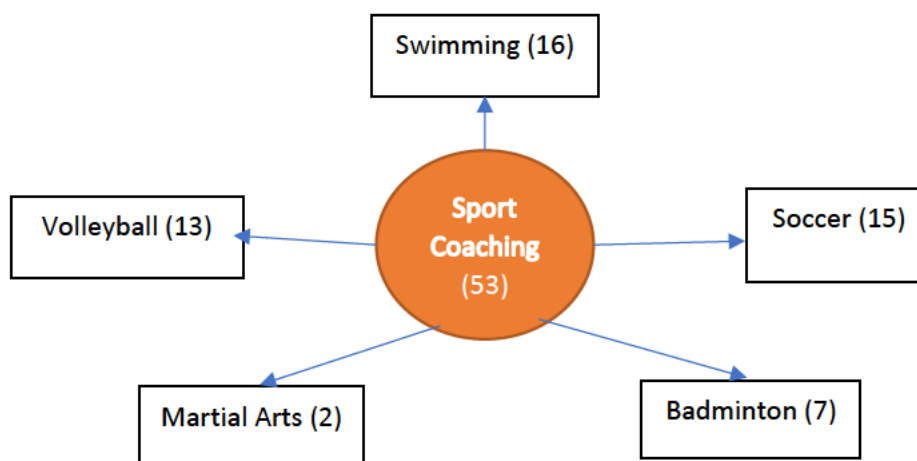 Swimming (16)
Volleyball (13)
Sport
Coaching
(53)
Soccer (15)
Martial Arts (2)
Badminton (7)